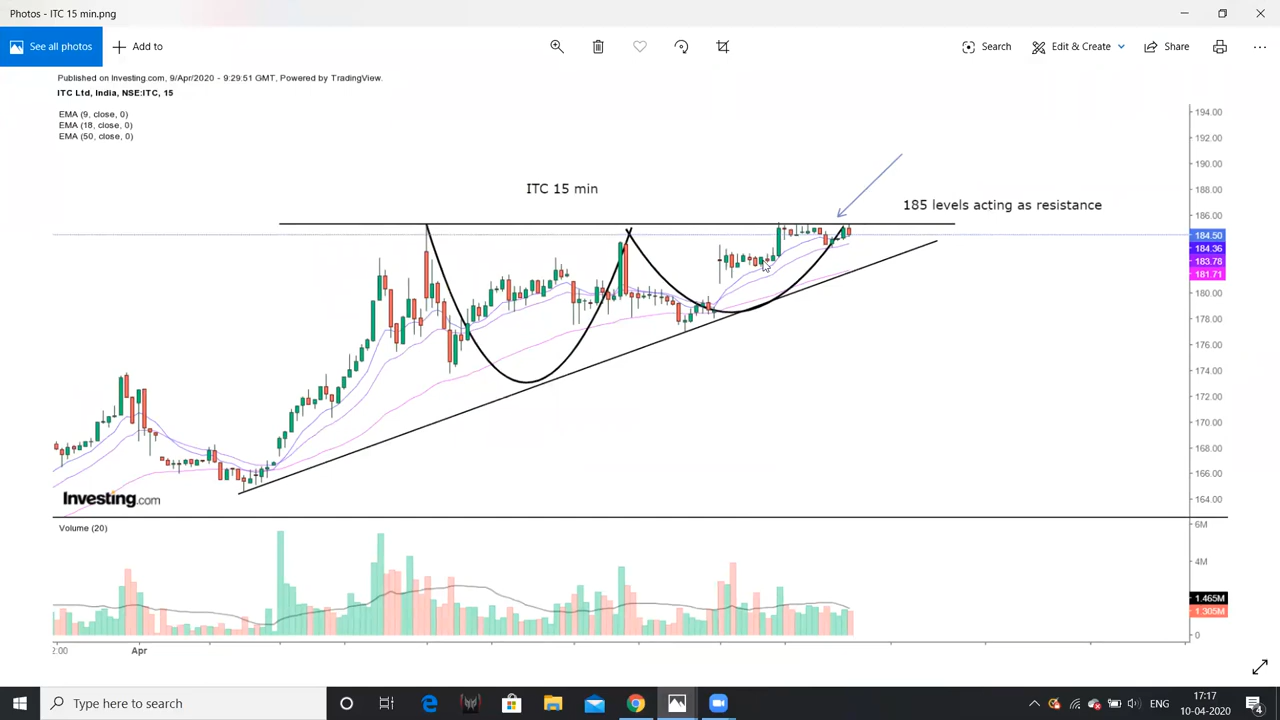 Photos - ITC 15 min.png
See all photos
Add to
Search
Edit & Create
Share
Published on Investing.com, 9/Apr/2020 - 9:29:51 GMT, Powered by TradingView.
ITC Ltd, India, NSE:ITC, 15
EMA (9, close, 0)
EMA (18, close, 0)
EMA (50, close, 0)
ITC 15 min
185 levels acting as resistance
194.00
192.00
190.00
188.00
186.00
184.50
184.36
183.78
181.71
180.00
178.00
176.00
174.00
172.00
170.00
168.00
166.00
164.00
Investing.com
Volume (20)
6M
4M
1.465M
1.305M
0
2:00
Apr
Type here to search
ENG
17:17
10-04-2020
4